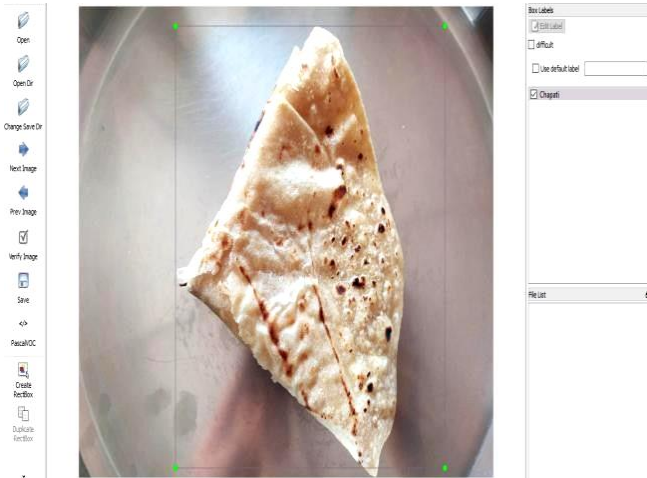 Open
Open Dir
Change Save Dir
Next Image
Prev Image
Verify Image
Save
</>
PascalVOC
Create
RectBox
Duplicate
RectBox
Box Labels
Edit Label
difficult
Use default label
Chapati
File List